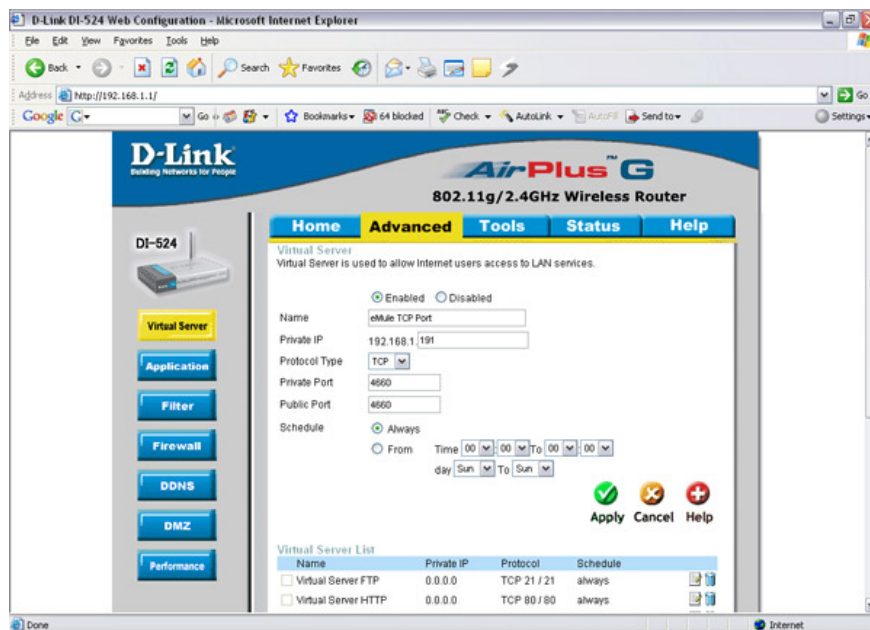 D-Link DI-524 Web Configuration - Microsoft Internet Explorer
File Edit View Favorites Tools Help
Back Search Favorites
Address http://192.168.1.1/ Go
Google G Go Bookmarks 64 blocked Check AutoLink AutoFill Send to Settings
D-Link
Building Networks for People
AirPlus™ G
802.11g/2.4GHz Wireless Router
Home Advanced Tools Status Help
DI-524
Virtual Server
Application
Filter
Firewall
DDNS
DMZ
Performance
Virtual Server
Virtual Server is used to allow Internet users access to LAN services.
Enabled Disabled
Name eMule TCP Port
Private IP 192.168.1. 191
Protocol Type TCP
Private Port 4660
Public Port 4660
Schedule Always
From Time 00 : 00 To 00 : 00
day Sun To Sun
Apply Cancel Help
Virtual Server List
Name Private IP Protocol Schedule
Virtual Server FTP 0.0.0.0 TCP 21 / 21 always
Virtual Server HTTP 0.0.0.0 TCP 80 / 80 always
Done Internet